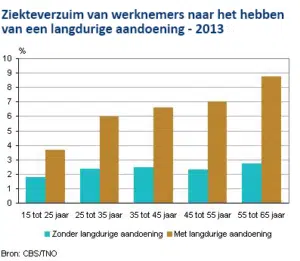 Ziekteverzuim van werknemers naar het hebben
van een langdurige aandoening - 2013
%
10
9
8
7
6
5
4
3
2
1
0
15 tot 25 jaar 25 tot 35 jaar 35 tot 45 jaar 45 tot 55 jaar 55 tot 65 jaar
Zonder langdurige aandoening Met langdurige aandoening
Bron: CBS/TNO